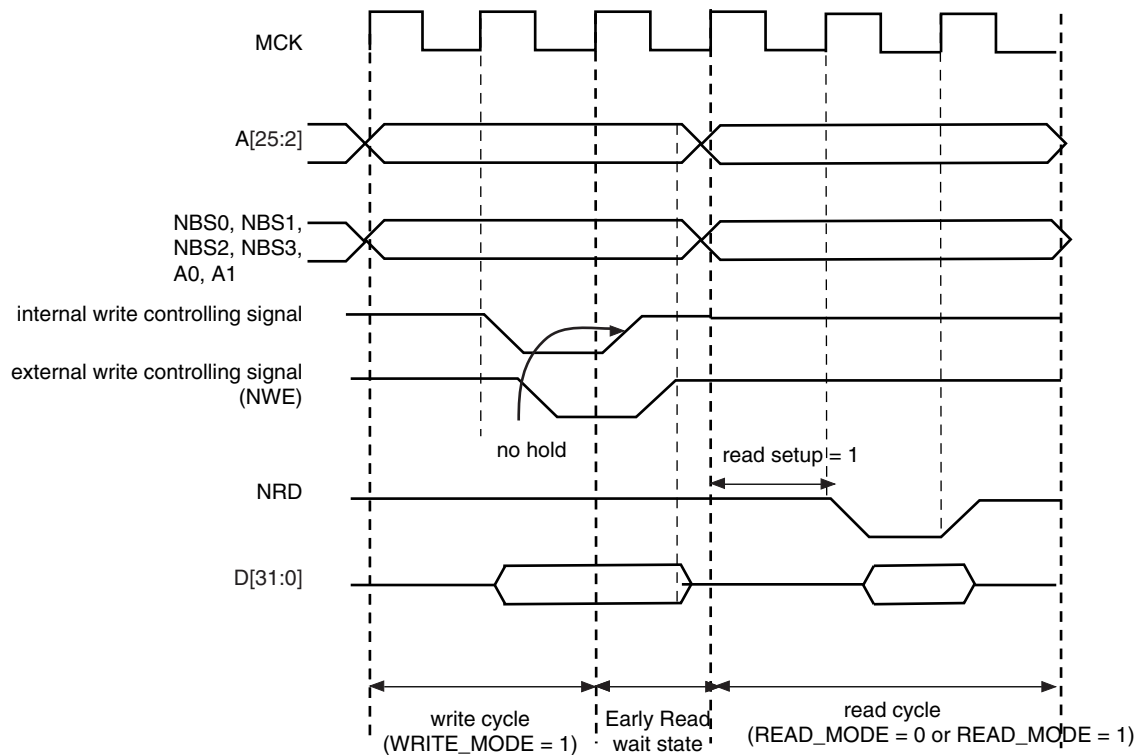 MCK
A[25:2]
NBS0, NBS1,
NBS2, NBS3,
A0, A1
internal write controlling signal
external write controlling signal
(NWE)
no hold
read setup = 1
NRD
D[31:0]
write cycle
(WRITE_MODE = 1)
Early Read
wait state
read cycle
(READ_MODE = 0 or READ_MODE = 1)